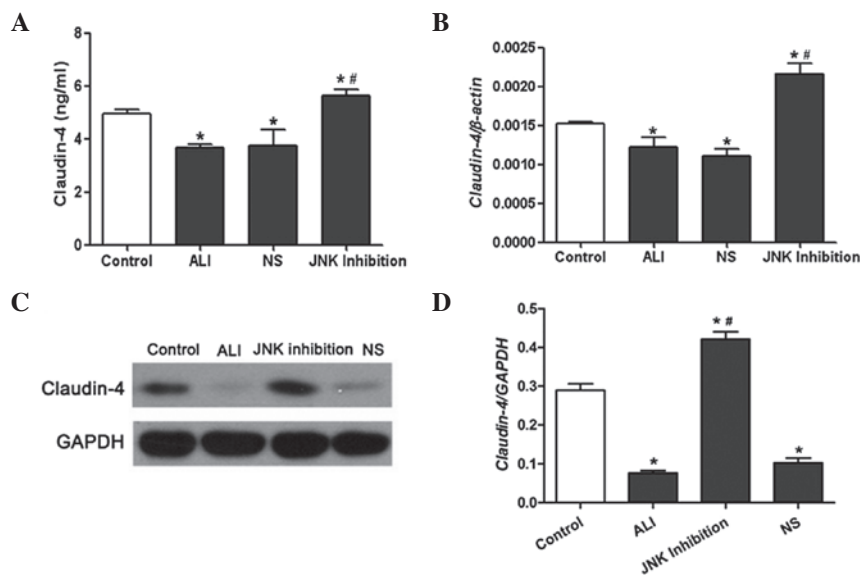 A
Claudin-4 (ng/ml)
8
6
4
2
0
*
*
* #
Control
ALI
NS
JNK Inhibition
B
Claudin-4/β-actin
0.0025
0.0020
0.0015
0.0010
0.0005
0.0000
*
*
* #
Control
ALI
NS
JNK Inhibition
C
Control ALI JNK inhibition NS
Claudin-4
GAPDH
D
Claudin-4/GAPDH
0.5
0.4
0.3
0.2
0.1
0.0
*
* #
*
Control
ALI
JNK Inhibition
NS